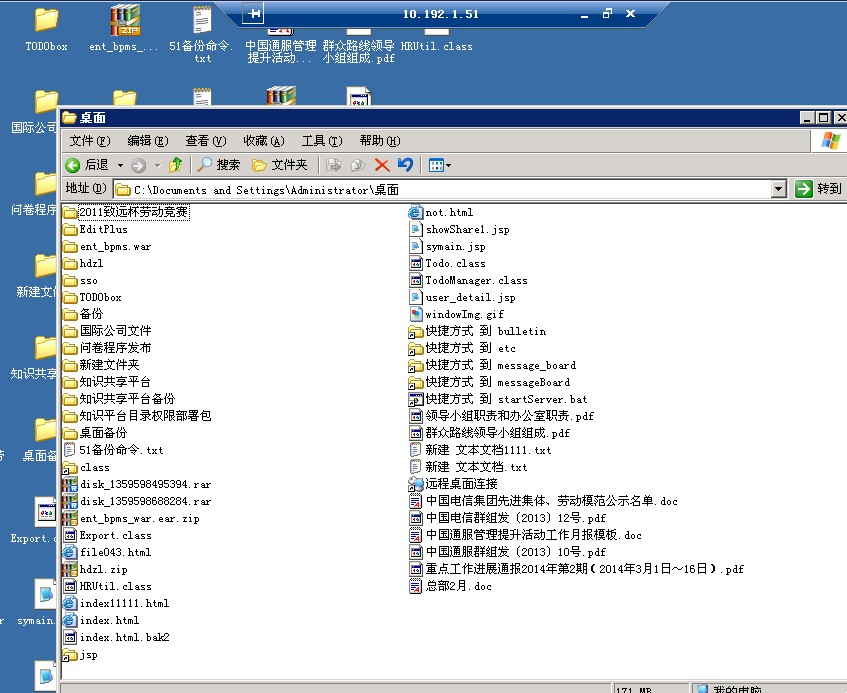 10.192.1.51
TODObox
ent_bpms_...
51备份命令.
txt
中国通服管理
提升活动...
群众路线领导
小组组成.pdf
HRUtil.class
国际公司
问卷程序
新建文
知识共享
桌面备
Export.
symain.
桌面
文件(F) 编辑(E) 查看(V) 收藏(A) 工具(T) 帮助(H)
后退 搜索 文件夹
地址(D) C:\Documents and Settings\Administrator\桌面 转到
2011致远杯劳动竞赛
EditPlus
ent_bpms.war
hdzl
sso
TODObox
备份
国际公司文件
问卷程序发布
新建文件夹
知识共享平台
知识共享平台备份
知识平台目录权限部署包
桌面备份
51备份命令.txt
class
disk_1359598495394.rar
disk_1359598688284.rar
ent_bpms_war.ear.zip
Export.class
file043.html
hdzl.zip
HRUtil.class
index11111.html
index.html
index.html.bak2
jsp
not.html
showShare1.jsp
symain.jsp
Todo.class
TodoManager.class
user_detail.jsp
windowImg.gif
快捷方式 到 bulletin
快捷方式 到 etc
快捷方式 到 message_board
快捷方式 到 messageBoard
快捷方式 到 startServer.bat
领导小组职责和办公室职责.pdf
群众路线领导小组组成.pdf
新建 文本文档1111.txt
新建 文本文档.txt
远程桌面连接
中国电信集团先进集体、劳动模范公示名单.doc
中国电信群组发〔2013〕12号.pdf
中国通服管理提升活动工作月报模板.doc
中国通服群组发〔2013〕10号.pdf
重点工作进展通报2014年第2期(2014年3月1日～16日).pdf
总部2月.doc
171 MB 我的电脑